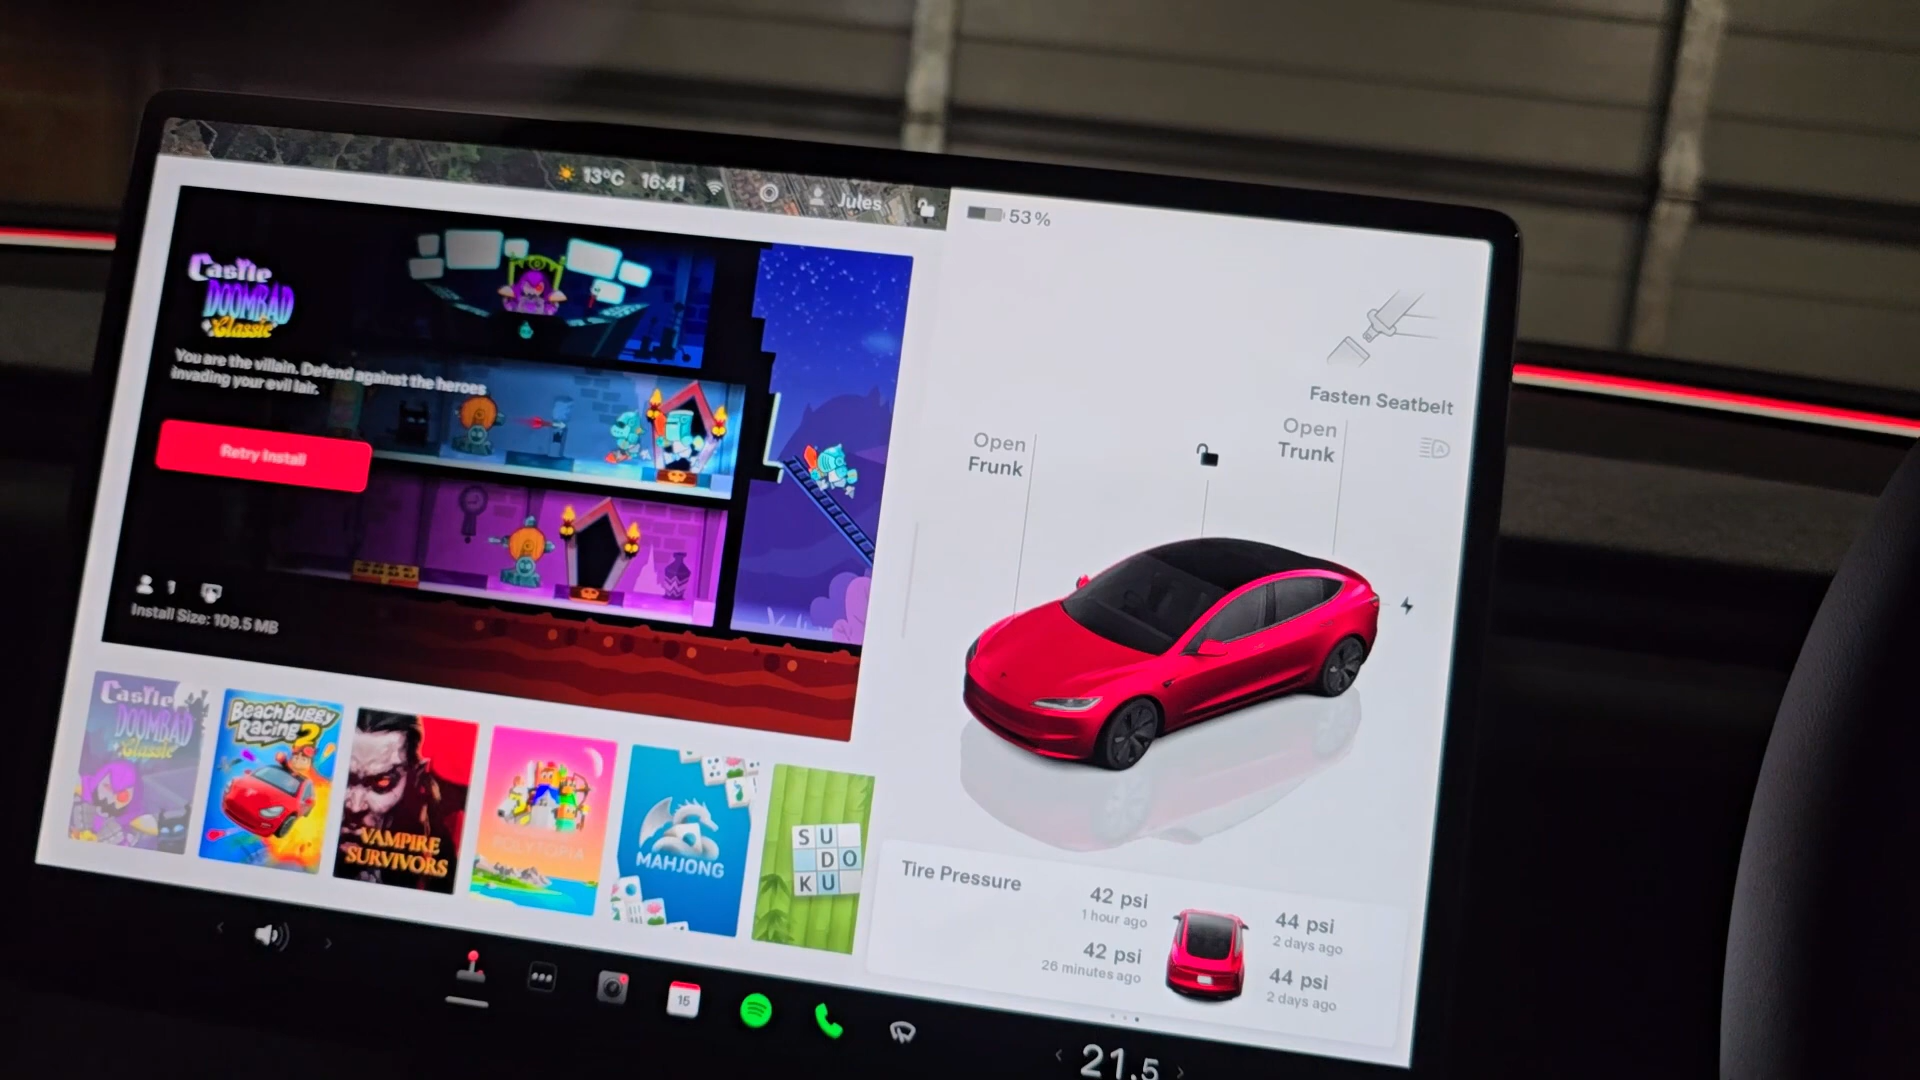 13°C 16:41 Jules
53%
Castle
DOOMBAD
Classic
You are the villain. Defend against the heroes
invading your evil lair.
Retry Install
1
Install Size: 109.5 MB
Fasten Seatbelt
Open
Frunk
Open
Trunk
A
Castle
DOOMBAD
Classic
Beach Buggy
Racing 2
VAMPIRE
SURVIVORS
POLYTOPIA
MAHJONG
SU
DO
KU
Tire Pressure
42 psi
1 hour ago
42 psi
26 minutes ago
44 psi
2 days ago
44 psi
2 days ago
15
21.5